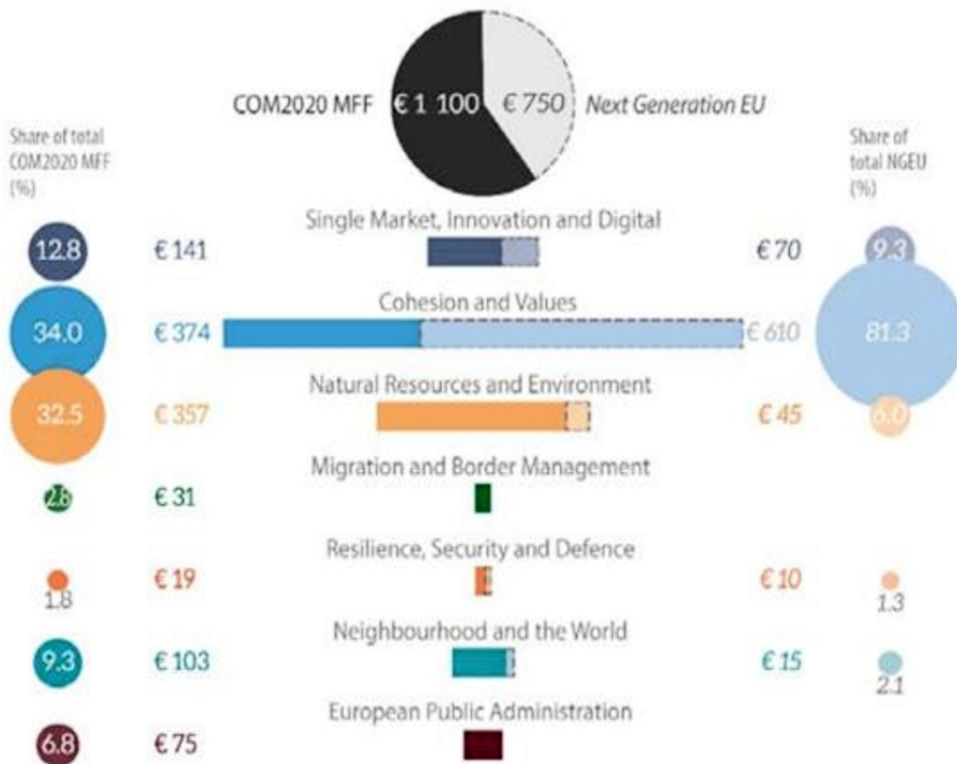 COM2020 MFF € 1 100 € 750 Next Generation EU
Share of total
COM2020 MFF
(%)
Share of
total NGEU
(%)
Single Market, Innovation and Digital
12.8 € 141 € 70 9.3
Cohesion and Values
34.0 € 374 € 610 81.3
Natural Resources and Environment
32.5 € 357 € 45 6.0
Migration and Border Management
2.8 € 31
Resilience, Security and Defence
€ 19 € 10
1.8 1.3
Neighbourhood and the World
9.3 € 103 € 15
2.1
European Public Administration
6.8 € 75